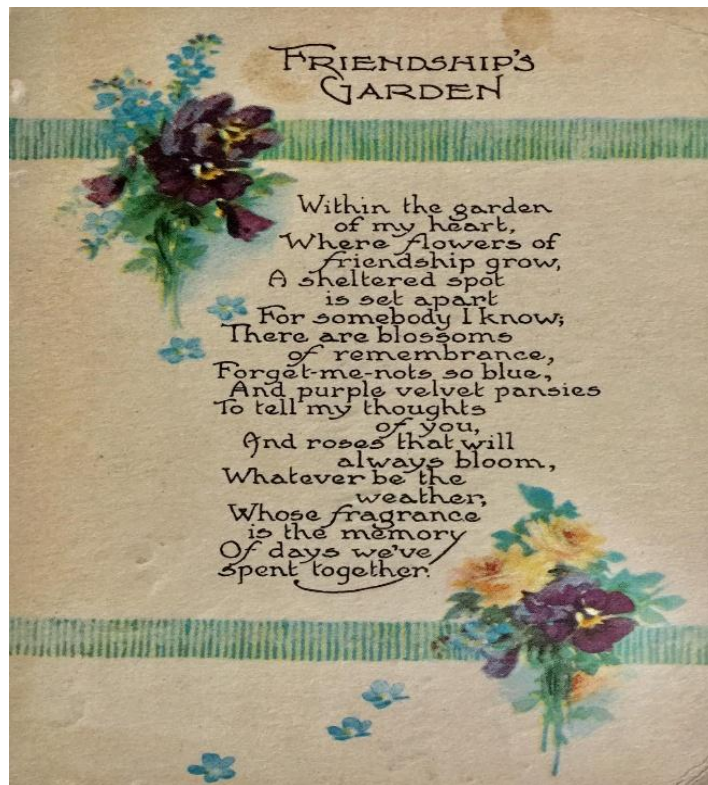 FRIENDSHIP'S
GARDEN
Within the garden
of my heart,
Where flowers of
friendship grow,
A sheltered spot
is set apart
For somebody I know;
There are blossoms
of remembrance,
Forget-me-nots so blue,
And purple velvet pansies
To tell my thoughts
of you,
And roses that will
always bloom,
Whatever be the
weather,
Whose fragrance
is the memory
Of days we've
spent together.